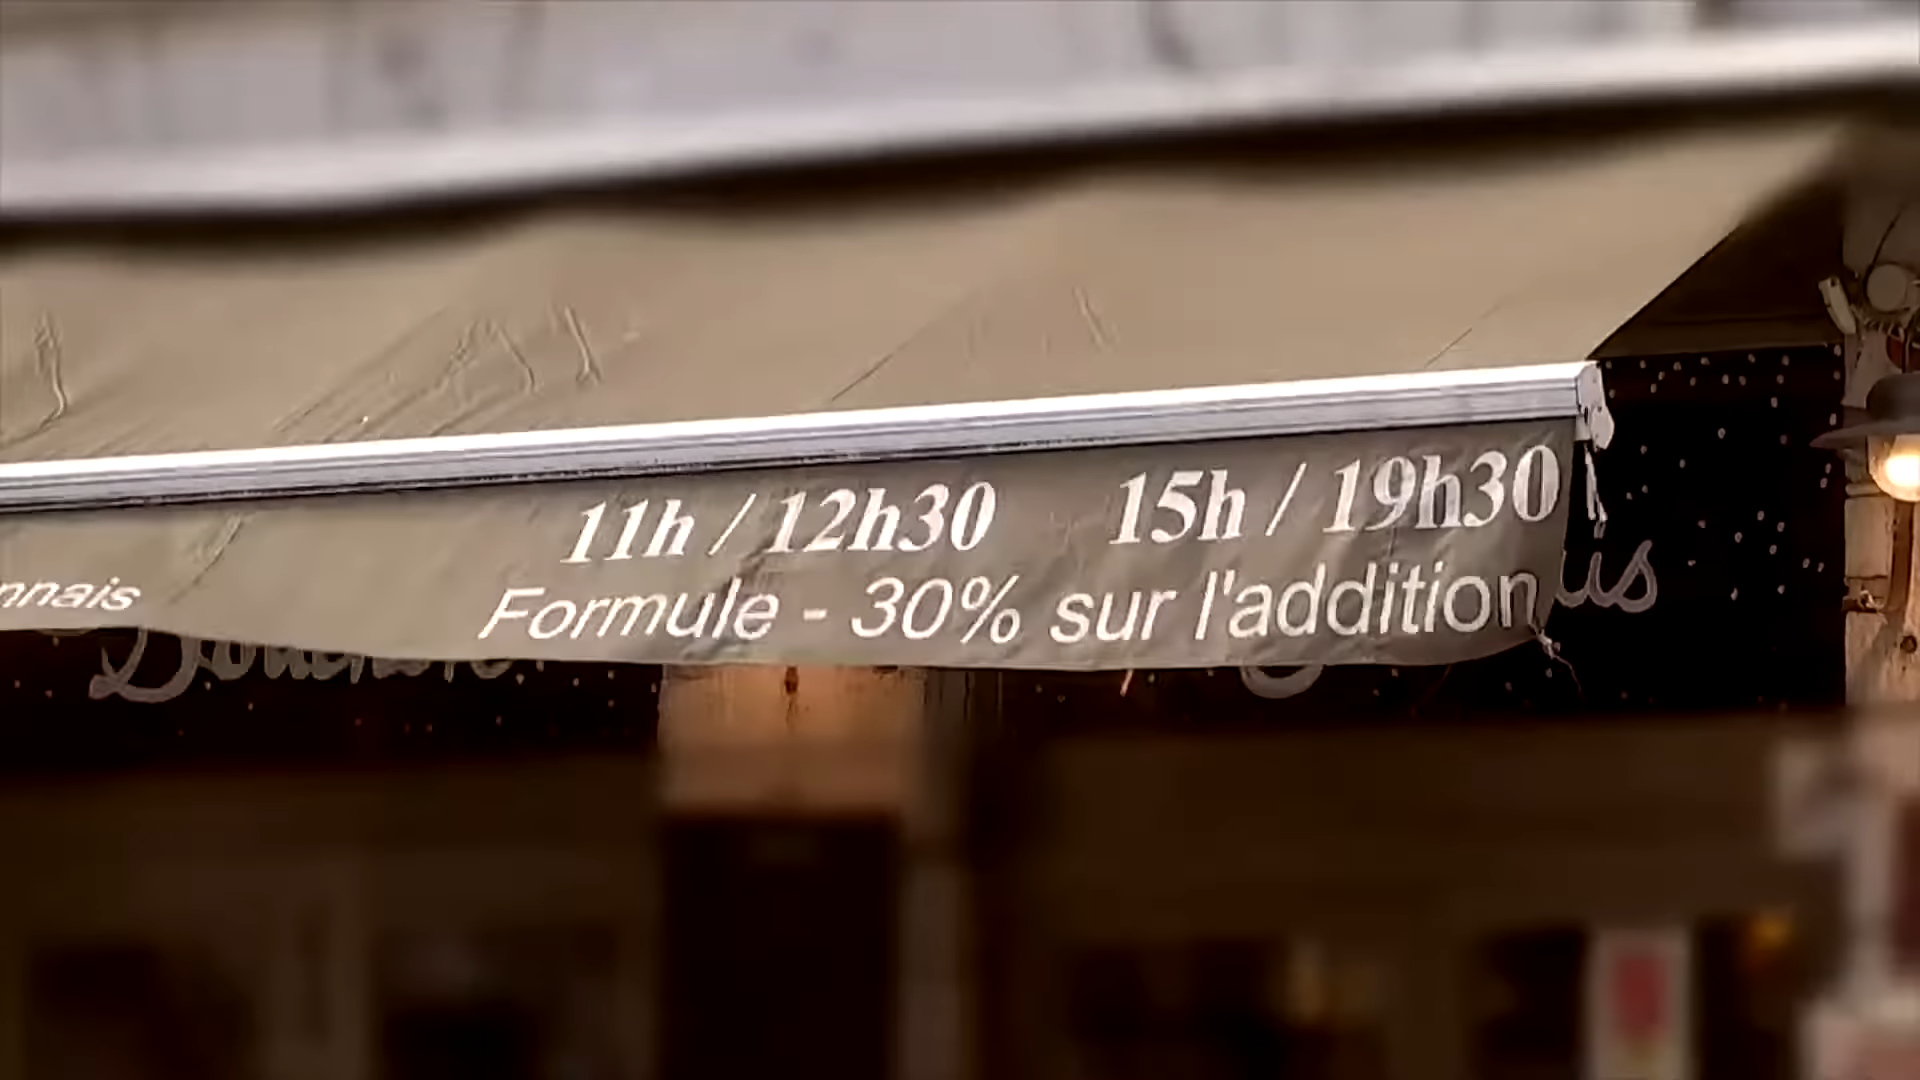 11h / 12h30 15h / 19h30
Formule - 30% sur l'addition